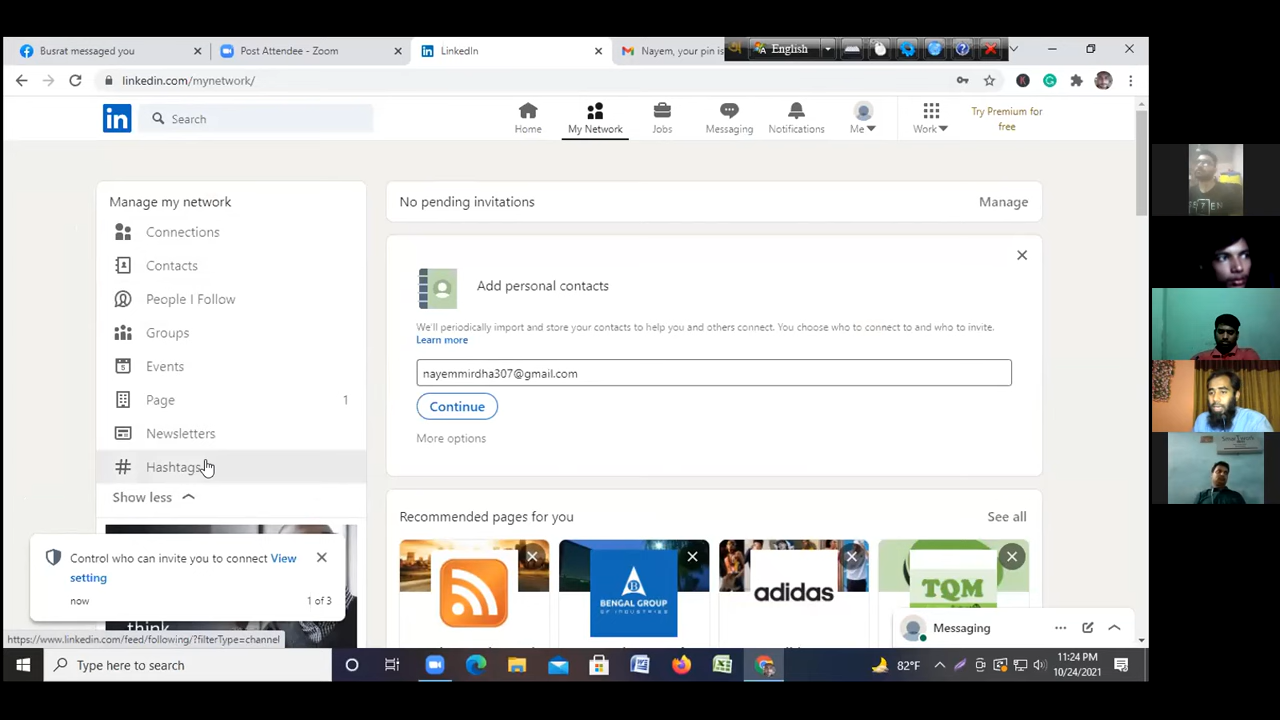 Busrat messaged you
Post Attendee - Zoom
LinkedIn
Nayem, your pin is
English
linkedin.com/mynetwork/
in
Search
Home
My Network
Jobs
Messaging
Notifications
Me
Work
Try Premium for
free
Manage my network
Connections
Contacts
People I Follow
Groups
Events
Page 1
Newsletters
Hashtags
Show less
No pending invitations
Manage
Add personal contacts
We'll periodically import and store your contacts to help you and others connect. You choose who to connect to and who to invite.
Learn more
nayemmirdha307@gmail.com
Continue
More options
Recommended pages for you
See all
BENGAL GROUP
OF INDUSTRIES
adidas
TQM
Control who can invite you to connect View
setting
now
1 of 3
think
Messaging
https://www.linkedin.com/feed/following/?filterType=channel
Type here to search
82°F
11:24 PM
10/24/2021